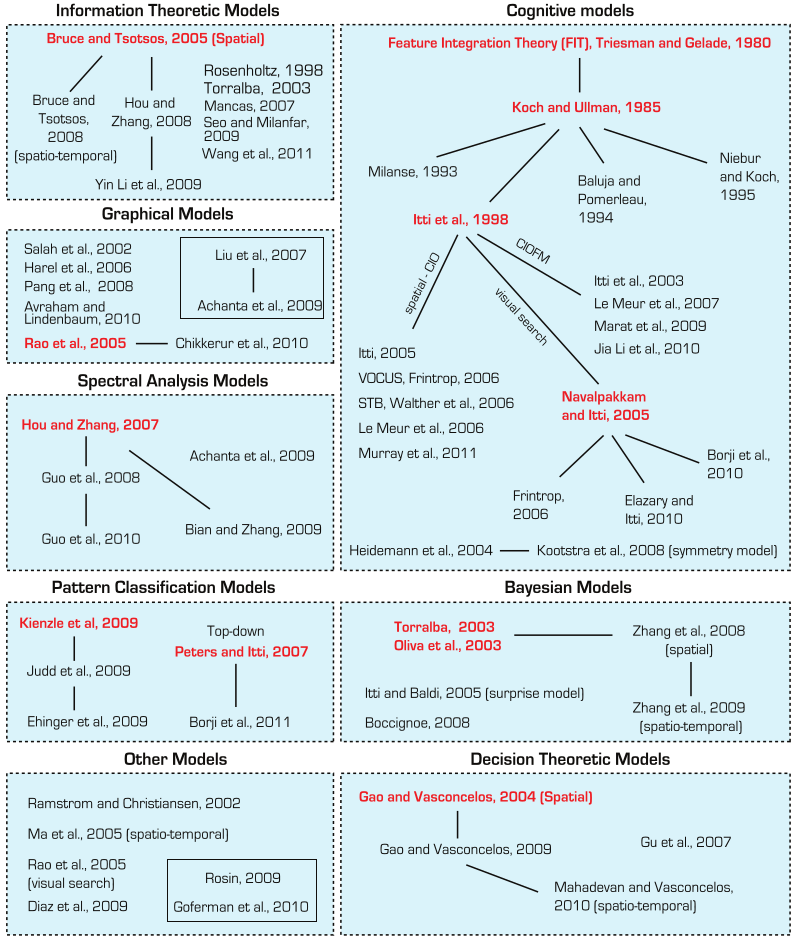 Information Theoretic Models
Bruce and Tsotsos, 2005 (Spatial)
Bruce and
Tsotsos,
2008
(spatio-temporal)
Hou and
Zhang, 2008
Yin Li et al., 2009
Rosenholtz, 1998
Torralba, 2003
Mancas, 2007
Seo and Milanfar,
2009
Wang et al., 2011
Graphical Models
Salah et al., 2002
Harel et al., 2006
Pang et al., 2008
Avraham and
Lindenbaum, 2010
Rao et al., 2005
Chikkerur et al., 2010
Liu et al., 2007
Achanta et al., 2009
Spectral Analysis Models
Hou and Zhang, 2007
Guo et al., 2008
Guo et al., 2010
Achanta et al., 2009
Bian and Zhang, 2009
Pattern Classification Models
Kienzle et al, 2009
Judd et al., 2009
Ehinger et al., 2009
Top-down
Peters and Itti, 2007
Borji et al., 2011
Other Models
Ramstrom and Christiansen, 2002
Ma et al., 2005 (spatio-temporal)
Rao et al., 2005
(visual search)
Diaz et al., 2009
Rosin, 2009
Goferman et al., 2010
Cognitive models
Feature Integration Theory (FIT), Triesman and Gelade, 1980
Koch and Ullman, 1985
Milanse, 1993
Itti et al., 1998
Baluja and
Pomerleau,
1994
Niebur
and Koch,
1995
spatial - CIO
visual search
CIOFM
Itti et al., 2003
Le Meur et al., 2007
Marat et al., 2009
Jia Li et al., 2010
Itti, 2005
VOCUS, Frintrop, 2006
STB, Walther et al., 2006
Le Meur et al., 2006
Murray et al., 2011
Navalpakkam
and Itti, 2005
Frintrop,
2006
Elazary and
Itti, 2010
Borji et al.,
2010
Heidemann et al., 2004
Kootstra et al., 2008 (symmetry model)
Bayesian Models
Torralba, 2003
Oliva et al., 2003
Zhang et al., 2008
(spatial)
Itti and Baldi, 2005 (surprise model)
Boccignoe, 2008
Zhang et al., 2009
(spatio-temporal)
Decision Theoretic Models
Gao and Vasconcelos, 2004 (Spatial)
Gao and Vasconcelos, 2009
Gu et al., 2007
Mahadevan and Vasconcelos,
2010 (spatio-temporal)